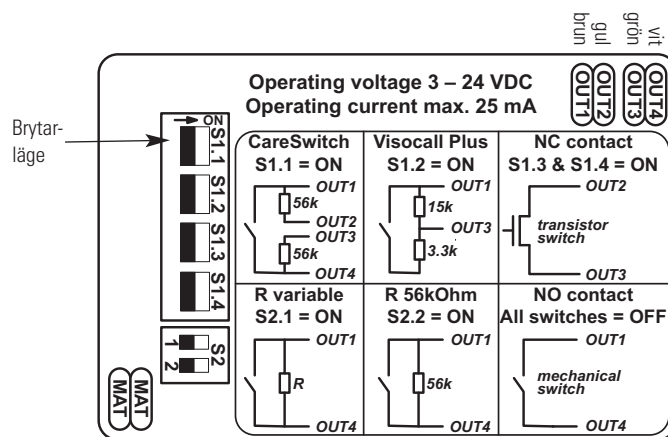 brun
gul
grön
vit
OUT1
OUT2
OUT3
OUT4
Operating voltage 3 – 24 VDC
Operating current max. 25 mA
Brytar-
läge
ON
S1.1
S1.2
S1.3
S1.4
1
2
S2
MAT
MAT
CareSwitch
S1.1 = ON
OUT1
56k
OUT2
OUT3
56k
OUT4
Visocall Plus
S1.2 = ON
OUT1
15k
OUT3
3.3k
NC contact
S1.3 & S1.4 = ON
OUT2
transistor
switch
OUT3
R variable
S2.1 = ON
OUT1
R
OUT4
R 56kOhm
S2.2 = ON
OUT1
56k
OUT4
NO contact
All switches = OFF
OUT1
mechanical
switch
OUT4